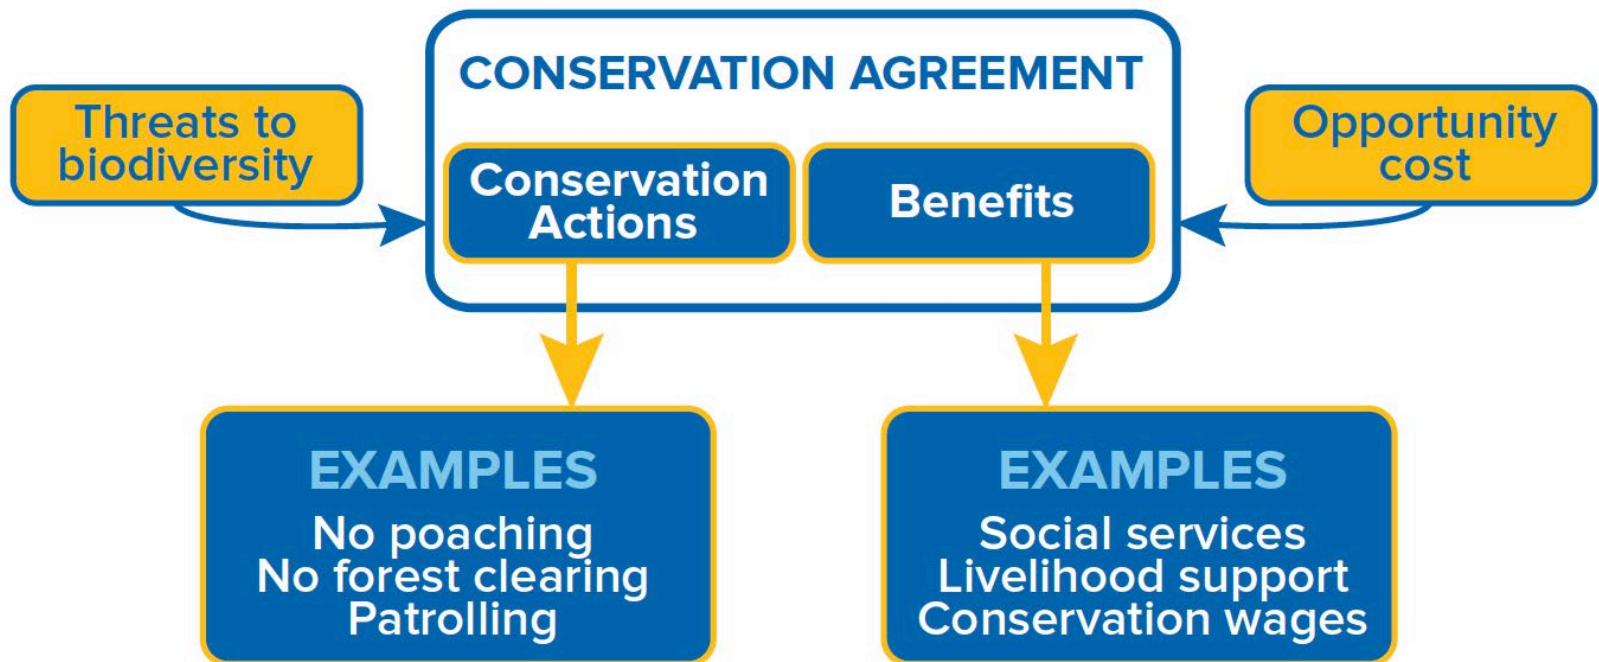 CONSERVATION AGREEMENT
Threats to
biodiversity
Conservation
Actions
Benefits
Opportunity
cost
EXAMPLES
No poaching
No forest clearing
Patrolling
EXAMPLES
Social services
Livelihood support
Conservation wages